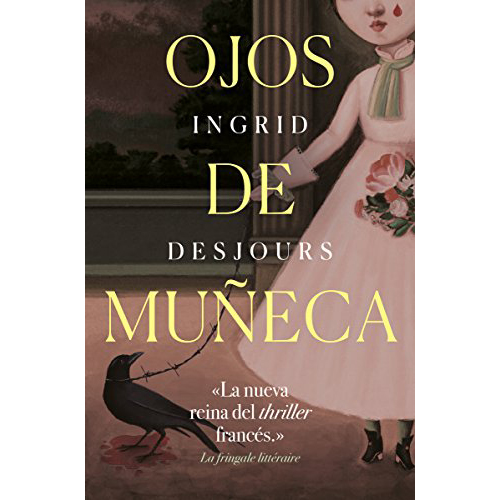 OJOS
INGRID
DE
DESJOURS
MUÑECA
«La nueva
reina del thriller
francés.»
La fringale littéraire